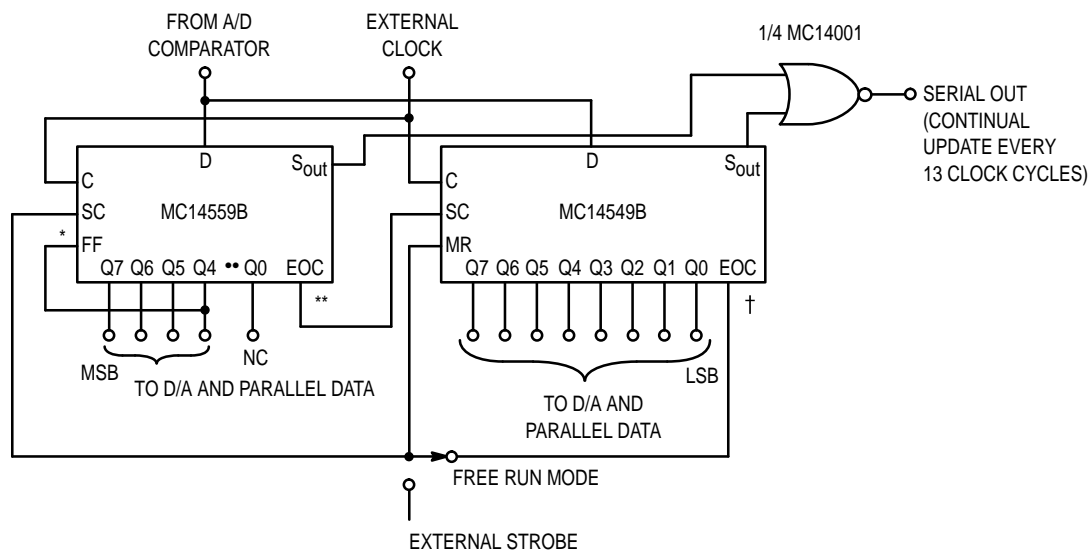 FROM A/D
COMPARATOR
EXTERNAL
CLOCK
1/4 MC14001
SERIAL OUT
(CONTINUAL
UPDATE EVERY
13 CLOCK CYCLES)
D
Sout
C
SC
MC14559B
* FF
Q7 Q6 Q5 Q4 •• Q0 EOC
**
MSB
NC
TO D/A AND PARALLEL DATA
D
Sout
C
SC
MC14549B
MR
Q7 Q6 Q5 Q4 Q3 Q2 Q1 Q0 EOC
†
LSB
TO D/A AND
PARALLEL DATA
FREE RUN MODE
EXTERNAL STROBE